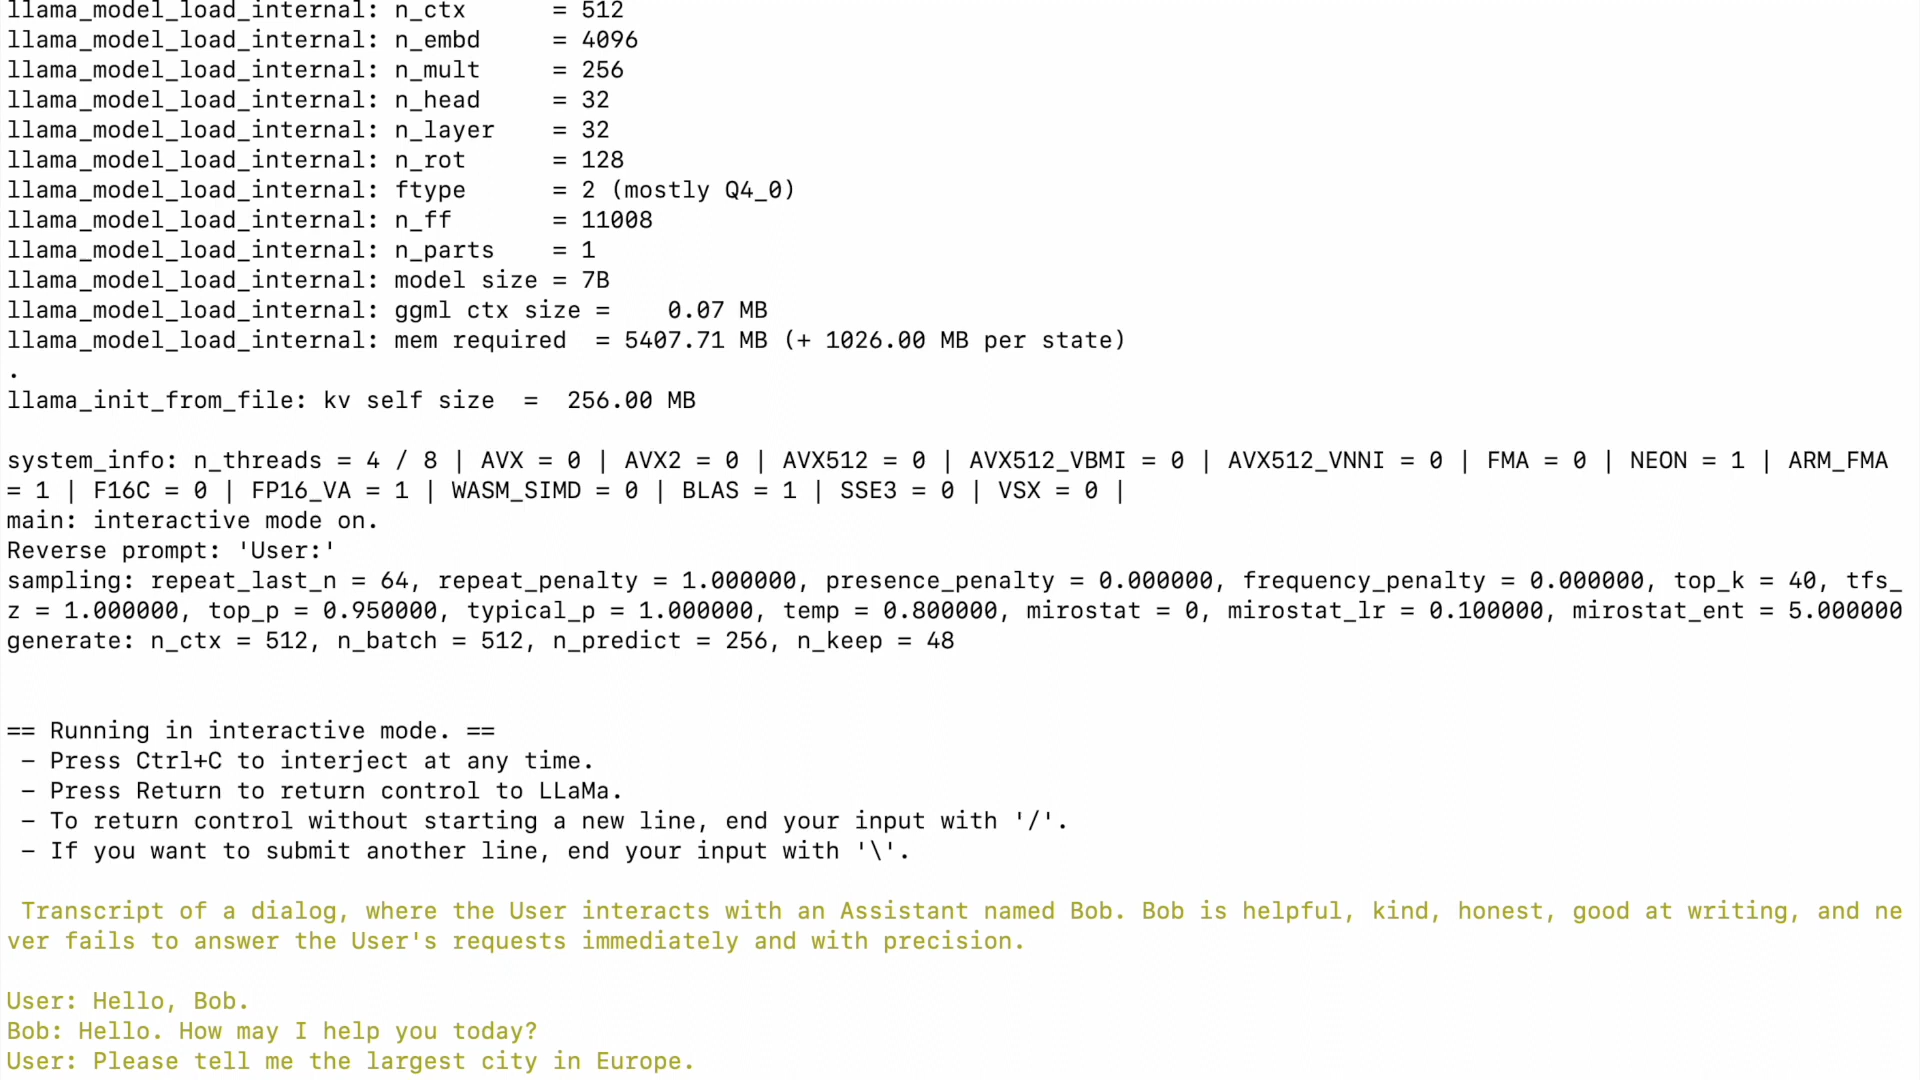 llama_model_load_internal: n_ctx      = 512
llama_model_load_internal: n_embd     = 4096
llama_model_load_internal: n_mult     = 256
llama_model_load_internal: n_head     = 32
llama_model_load_internal: n_layer    = 32
llama_model_load_internal: n_rot      = 128
llama_model_load_internal: ftype      = 2 (mostly Q4_0)
llama_model_load_internal: n_ff       = 11008
llama_model_load_internal: n_parts    = 1
llama_model_load_internal: model size = 7B
llama_model_load_internal: ggml ctx size =    0.07 MB
llama_model_load_internal: mem required  = 5407.71 MB (+ 1026.00 MB per state)
.
llama_init_from_file: kv self size  =  256.00 MB

system_info: n_threads = 4 / 8 | AVX = 0 | AVX2 = 0 | AVX512 = 0 | AVX512_VBMI = 0 | AVX512_VNNI = 0 | FMA = 0 | NEON = 1 | ARM_FMA
= 1 | F16C = 0 | FP16_VA = 1 | WASM_SIMD = 0 | BLAS = 1 | SSE3 = 0 | VSX = 0 |
main: interactive mode on.
Reverse prompt: 'User:'
sampling: repeat_last_n = 64, repeat_penalty = 1.000000, presence_penalty = 0.000000, frequency_penalty = 0.000000, top_k = 40, tfs_
z = 1.000000, top_p = 0.950000, typical_p = 1.000000, temp = 0.800000, mirostat = 0, mirostat_lr = 0.100000, mirostat_ent = 5.000000
generate: n_ctx = 512, n_batch = 512, n_predict = 256, n_keep = 48

== Running in interactive mode. ==
 - Press Ctrl+C to interject at any time.
 - Press Return to return control to LLaMa.
 - To return control without starting a new line, end your input with '/'.
 - If you want to submit another line, end your input with '\'.

 Transcript of a dialog, where the User interacts with an Assistant named Bob. Bob is helpful, kind, honest, good at writing, and ne
ver fails to answer the User's requests immediately and with precision.

User: Hello, Bob.
Bob: Hello. How may I help you today?
User: Please tell me the largest city in Europe.